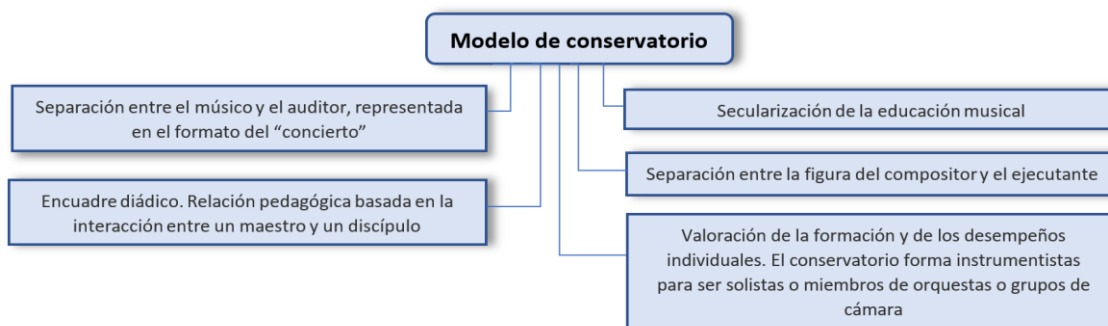 Modelo de conservatorio
Separación entre el músico y el auditor, representada
en el formato del “concierto”
Encuadre diádico. Relación pedagógica basada en la
interacción entre un maestro y un discípulo
Secularización de la educación musical
Separación entre la figura del compositor y el ejecutante
Valoración de la formación y de los desempeños
individuales. El conservatorio forma instrumentistas
para ser solistas o miembros de orquestas o grupos de
cámara